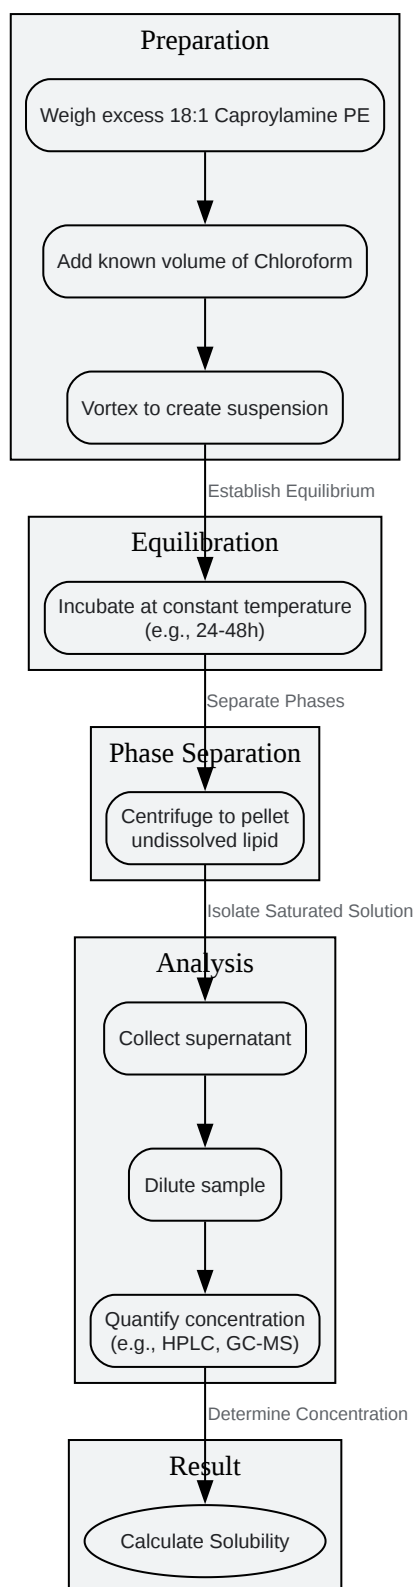 Preparation
Weigh excess 18:1 Caproylamine PE
Add known volume of Chloroform
Vortex to create suspension
Establish Equilibrium
Equilibration
Incubate at constant temperature
(e.g., 24-48h)
Separate Phases
Phase Separation
Centrifuge to pellet
undissolved lipid
Isolate Saturated Solution
Analysis
Collect supernatant
Dilute sample
Quantify concentration
(e.g., HPLC, GC-MS)
Determine Concentration
Result
Calculate Solubility